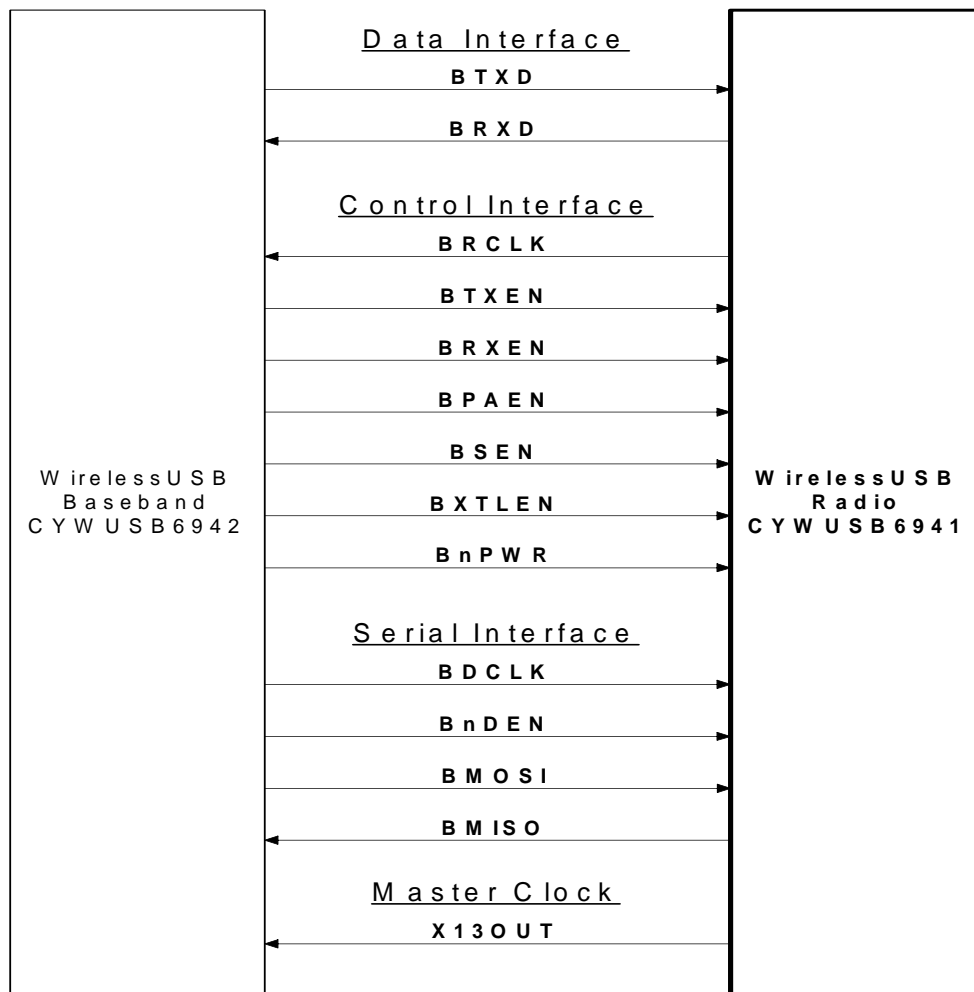 Data Interface
BTXD
BRXD
Control Interface
BRCLK
BTXEN
BRXEN
BPAEN
BSEN
WirelessUSB
Baseband
CYWUSB6942
WirelessUSB
Radio
CYWUSB6941
BXTLEN
BnPWR
Serial Interface
BDCLK
BnDEN
BMOSI
BMISO
Master Clock
X13OUT